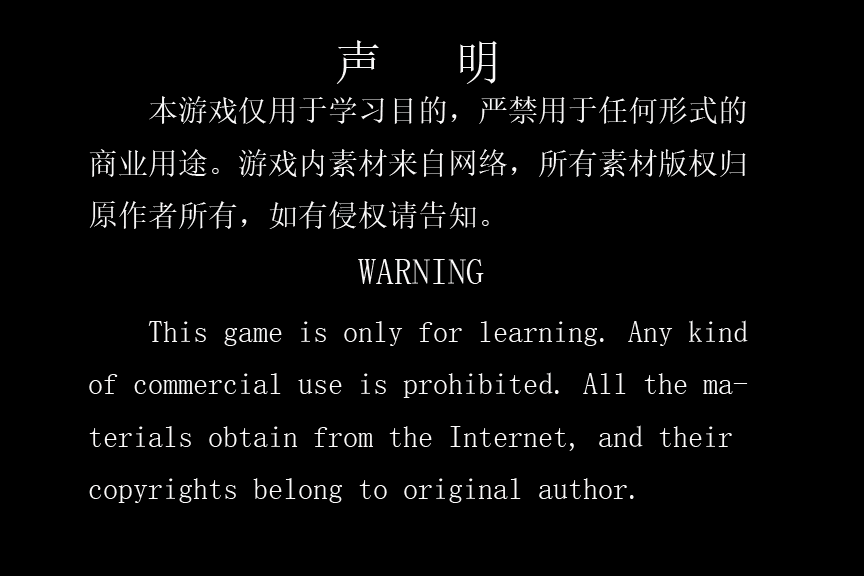 声 明
本游戏仅用于学习目的，严禁用于任何形式的
商业用途。游戏内素材来自网络，所有素材版权归
原作者所有，如有侵权请告知。
WARNING
This game is only for learning. Any kind
of commercial use is prohibited. All the ma-
terials obtain from the Internet, and their
copyrights belong to original author.